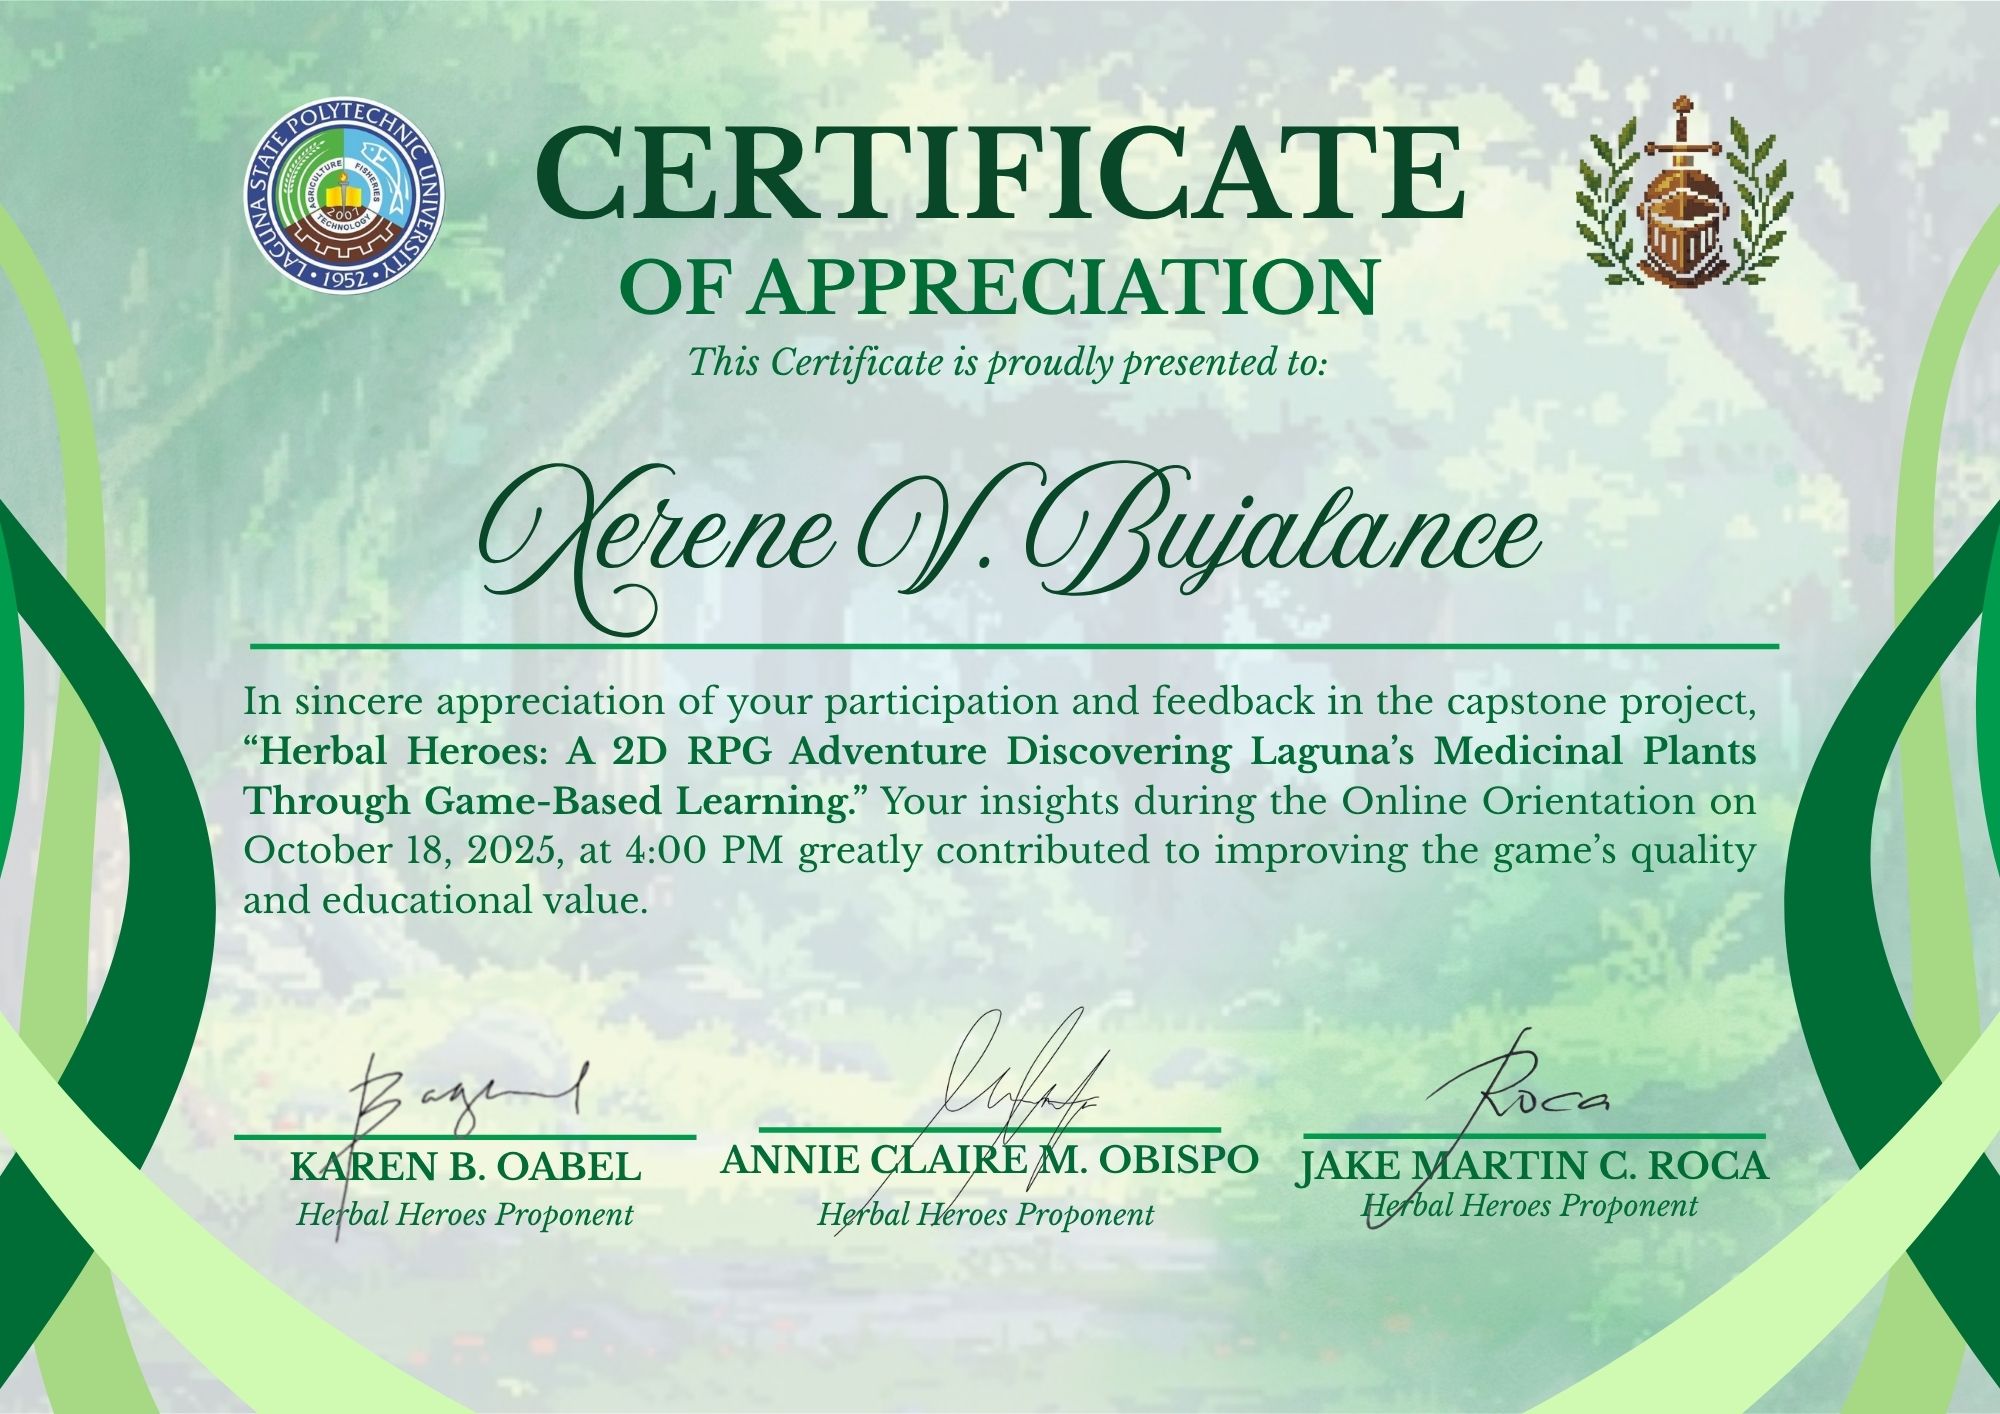 LAGUNA STATE POLYTECHNIC UNIVERSITY
AGRICULTURE
FISHERIES
2007
TECHNOLOGY
• 1952 •
CERTIFICATE
OF APPRECIATION
This Certificate is proudly presented to:
Xerene V. Bujalance
In sincere appreciation of your participation and feedback in the capstone project,
“Herbal Heroes: A 2D RPG Adventure Discovering Laguna’s Medicinal Plants
Through Game-Based Learning.” Your insights during the Online Orientation on
October 18, 2025, at 4:00 PM greatly contributed to improving the game’s quality
and educational value.
Roca
KAREN B. OABEL
Herbal Heroes Proponent
ANNIE CLAIRE M. OBISPO
Herbal Heroes Proponent
JAKE MARTIN C. ROCA
Herbal Heroes Proponent